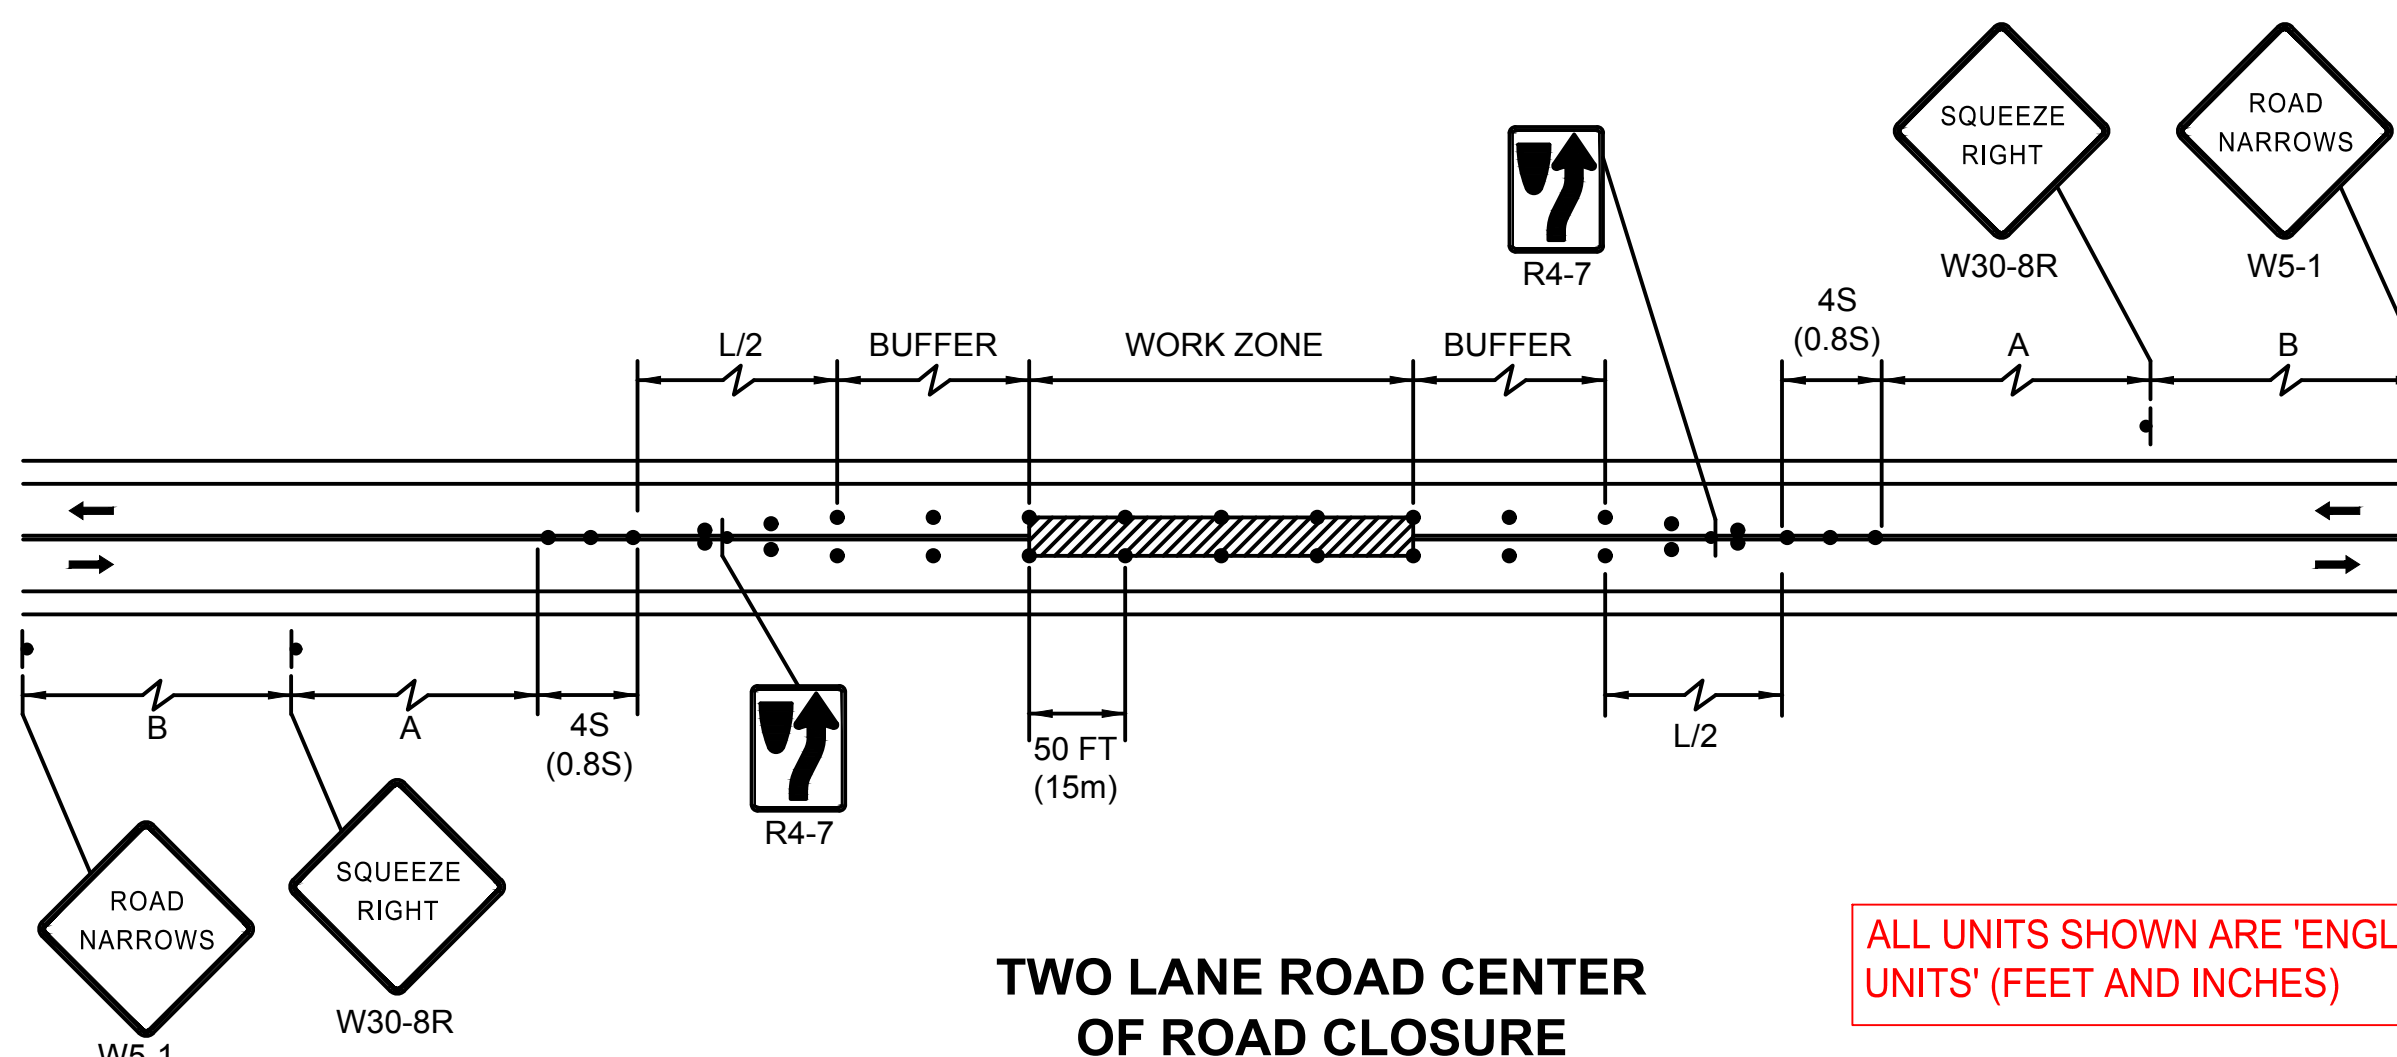 SQUEEZE
RIGHT
W30-8R
ROAD
NARROWS
W5-1
R4-7
L/2
BUFFER
WORK ZONE
BUFFER
4S
(0.8S)
A
B
B
A
4S
(0.8S)
50 FT
(15m)
L/2
R4-7
ROAD
NARROWS
W5-1
SQUEEZE
RIGHT
W30-8R
TWO LANE ROAD CENTER
OF ROAD CLOSURE
ALL UNITS SHOWN ARE 'ENGL
UNITS' (FEET AND INCHES)